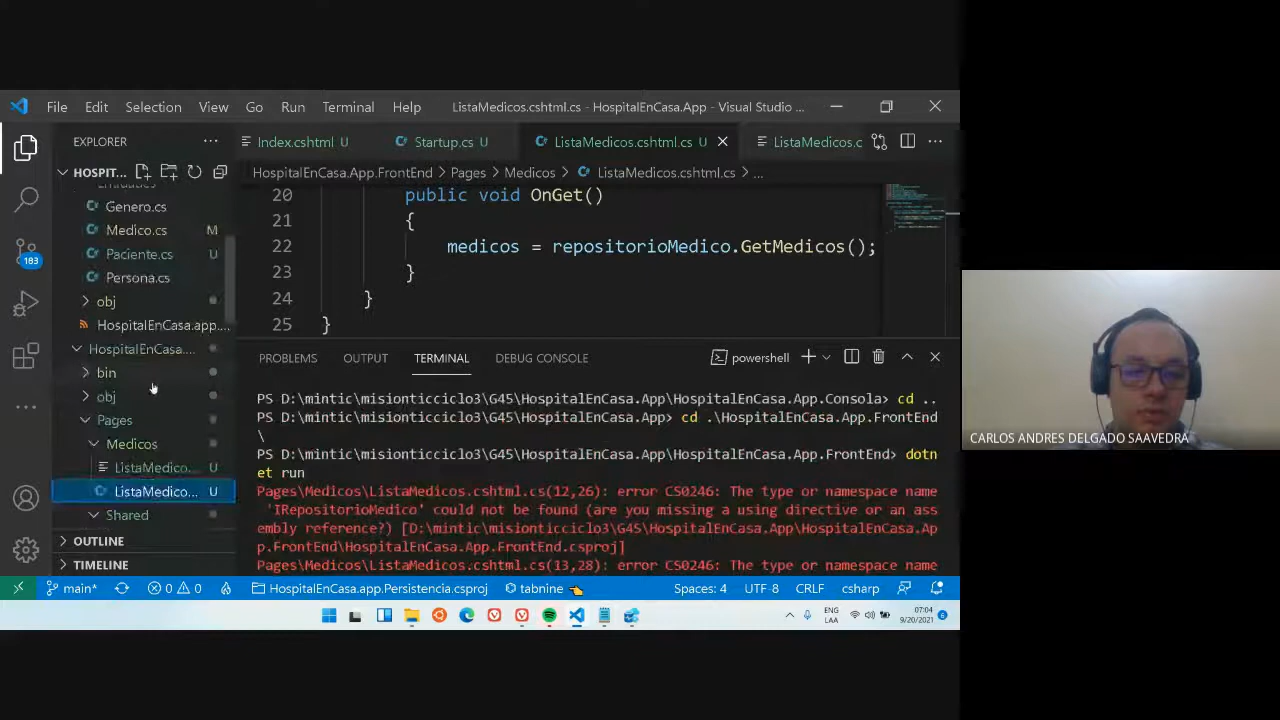 File Edit Selection View Go Run Terminal Help ListaMedicos.cshtml.cs - HospitalEnCasa.App - Visual Studio ...
EXPLORER ... Index.cshtml U Startup.cs U ListaMedicos.cshtml.cs U ListaMedicos.c ...
HOSPIT... HospitalEnCasa.App.FrontEnd > Pages > Medicos > ListaMedicos.cshtml.cs > ...
Entidades
Genero.cs
Medico.cs M
Paciente.cs U
Persona.cs
obj
HospitalEnCasa.app....
HospitalEnCasa....
bin
obj
Pages
Medicos
ListaMedico... U
ListaMedico... U
Shared
OUTLINE
TIMELINE
183
20 public void OnGet()
21 {
22 medicos = repositorioMedico.GetMedicos();
23 }
24 }
25 }
PROBLEMS OUTPUT TERMINAL DEBUG CONSOLE powershell
PS D:\mintic\misionticciclo3\G45\HospitalEnCasa.App\HospitalEnCasa.App.Consola> cd ..
PS D:\mintic\misionticciclo3\G45\HospitalEnCasa.App> cd .\HospitalEnCasa.App.FrontEnd
\
PS D:\mintic\misionticciclo3\G45\HospitalEnCasa.App\HospitalEnCasa.App.FrontEnd> dotn
et run
Pages\Medicos\ListaMedicos.cshtml.cs(12,26): error CS0246: The type or namespace name
'IRepositorioMedico' could not be found (are you missing a using directive or an ass
embly reference?) [D:\mintic\misionticciclo3\G45\HospitalEnCasa.App\HospitalEnCasa.Ap
p.FrontEnd\HospitalEnCasa.App.FrontEnd.csproj]
Pages\Medicos\ListaMedicos.cshtml.cs(13,28): error CS0246: The type or namespace name
main* 0 0 HospitalEnCasa.app.Persistencia.csproj tabnine Spaces: 4 UTF-8 CRLF csharp
ENG
LAA
07:04
9/20/2021
6
CARLOS ANDRES DELGADO SAAVEDRA